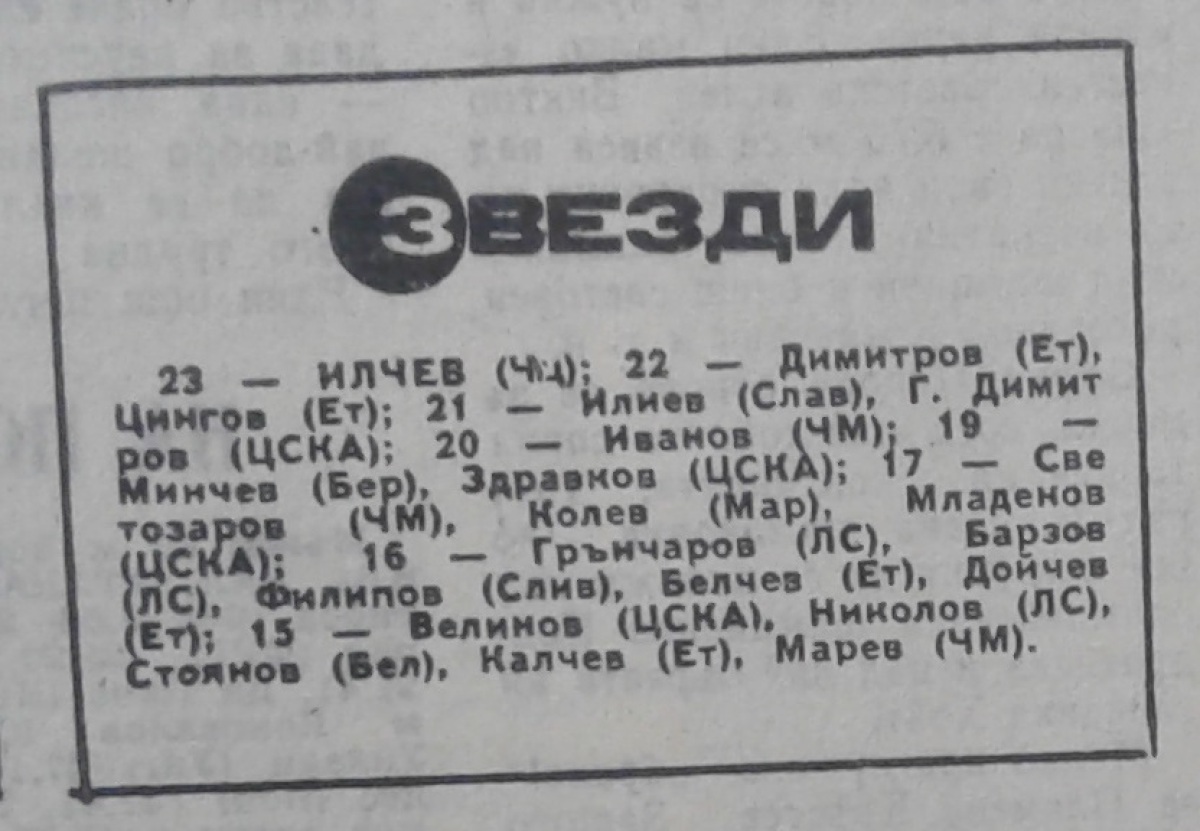 ЗВЕЗДИ
23 — ИЛЧЕВ (ЧМ); 22 — Димитров (Ет),
Цингов (Ет); 21 — Илиев (Слав), Г. Димит
ров (ЦСКА); 20 — Иванов (ЧМ); 19 —
Минчев (Бер), Здравков (ЦСКА); 17 — Све
тозаров (ЧМ), Колев (Мар), Младенов
(ЦСКА); 16 — Грънчаров (ЛС), Барзов
(ЛС), Филипов (Слив), Белчев (Ет), Дойчев
(Ет); 15 — Велинов (ЦСКА), Николов (ЛС),
Стоянов (Бел), Калчев (Ет), Марев (ЧМ).